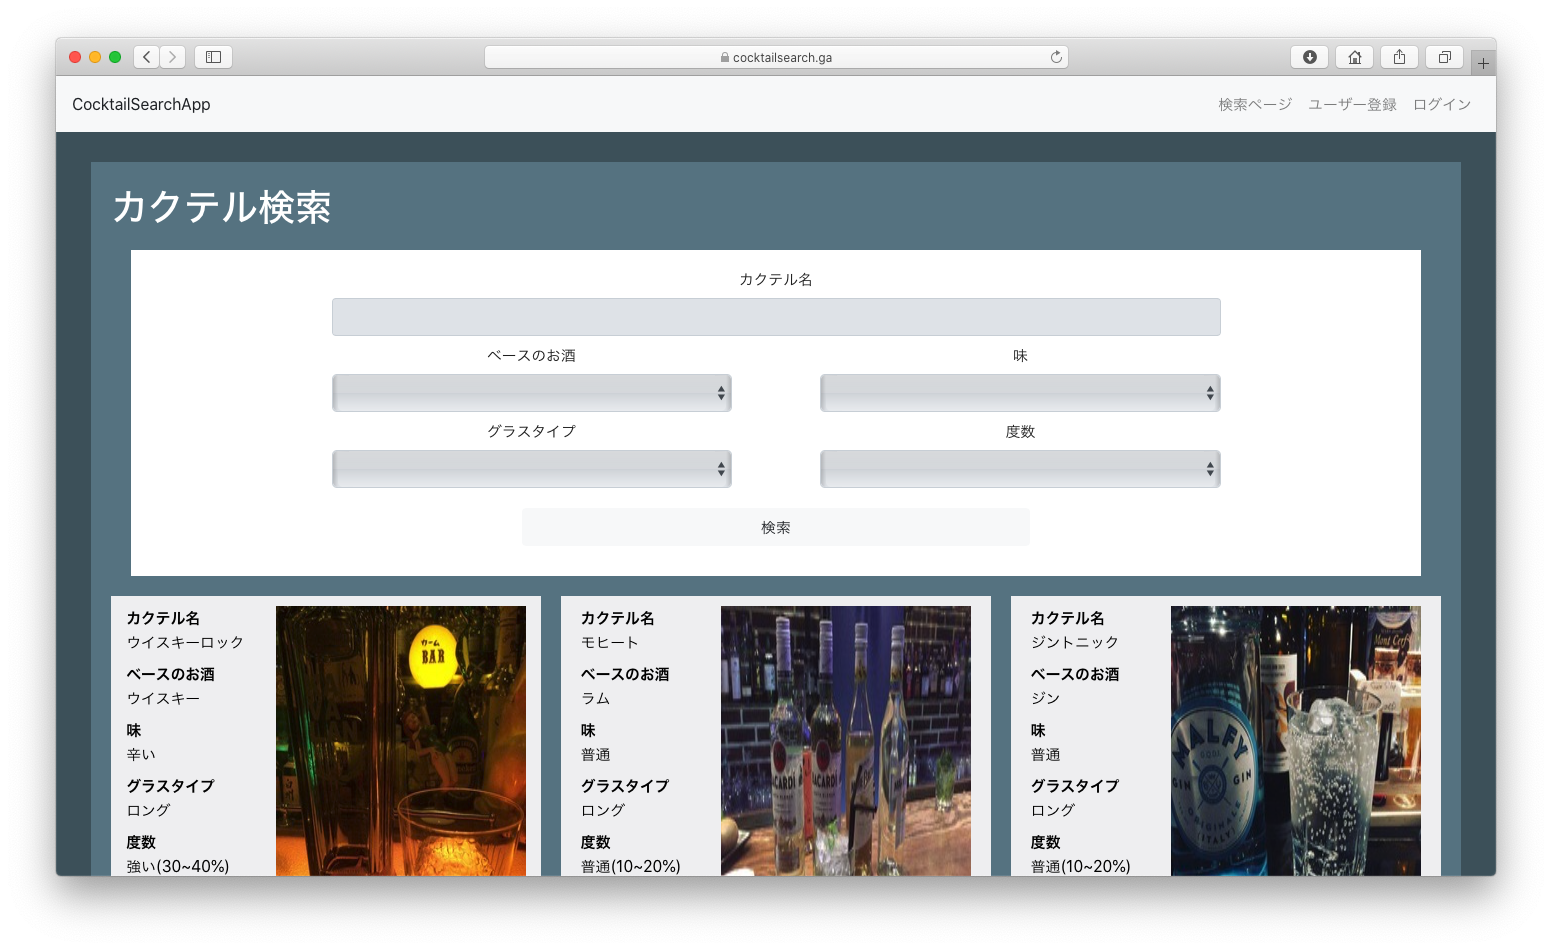 cocktailsearch.ga
CocktailSearchApp
検索ページ ユーザー登録 ログイン
カクテル検索
カクテル名
ベースのお酒 味
グラスタイプ 度数
検索
カクテル名
ウイスキーロック
ベースのお酒
ウイスキー
味
辛い
グラスタイプ
ロング
度数
強い(30~40%)
BAR
カクテル名
モヒート
ベースのお酒
ラム
味
普通
グラスタイプ
ロング
度数
普通(10~20%)
BACARDI
ACARDI
カクテル名
ジントニック
ベースのお酒
ジン
味
普通
グラスタイプ
ロング
度数
普通(10~20%)
MALFY
GIN GIN
ORIGINALE
ITALY